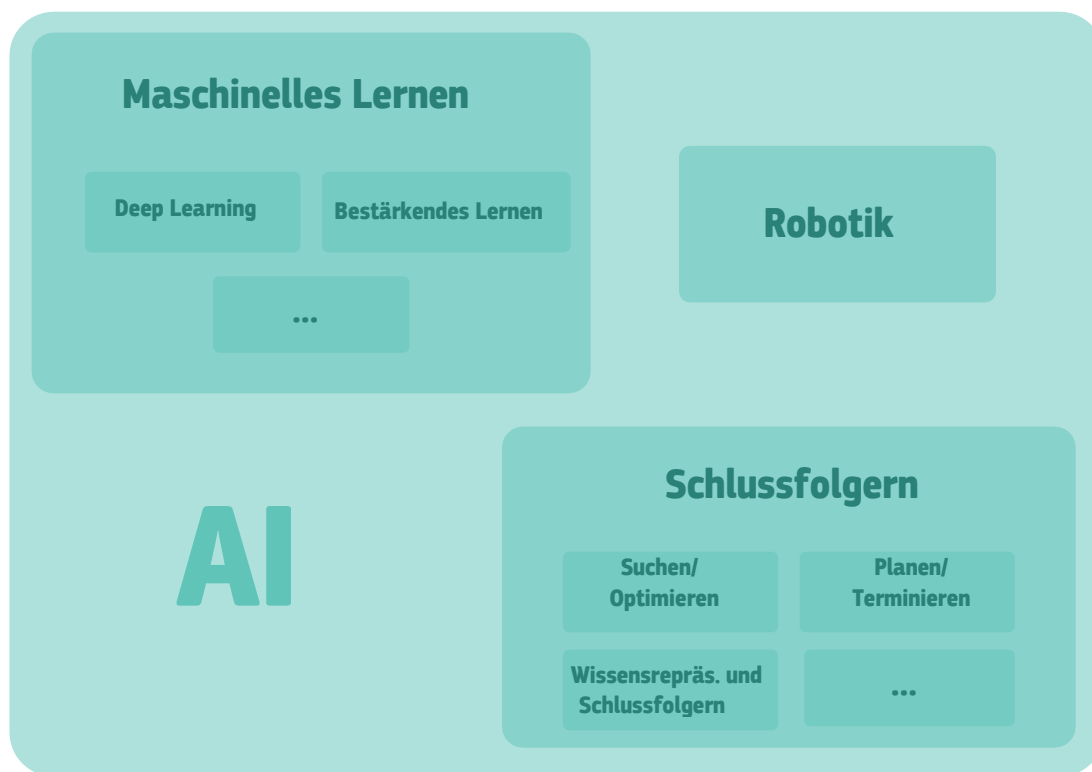 Maschinelles Lernen
Deep Learning
Bestärkendes Lernen
...
Robotik
AI
Schlussfolgern
Suchen/
Optimieren
Planen/
Terminieren
Wissensrepräs. und
Schlussfolgern
...